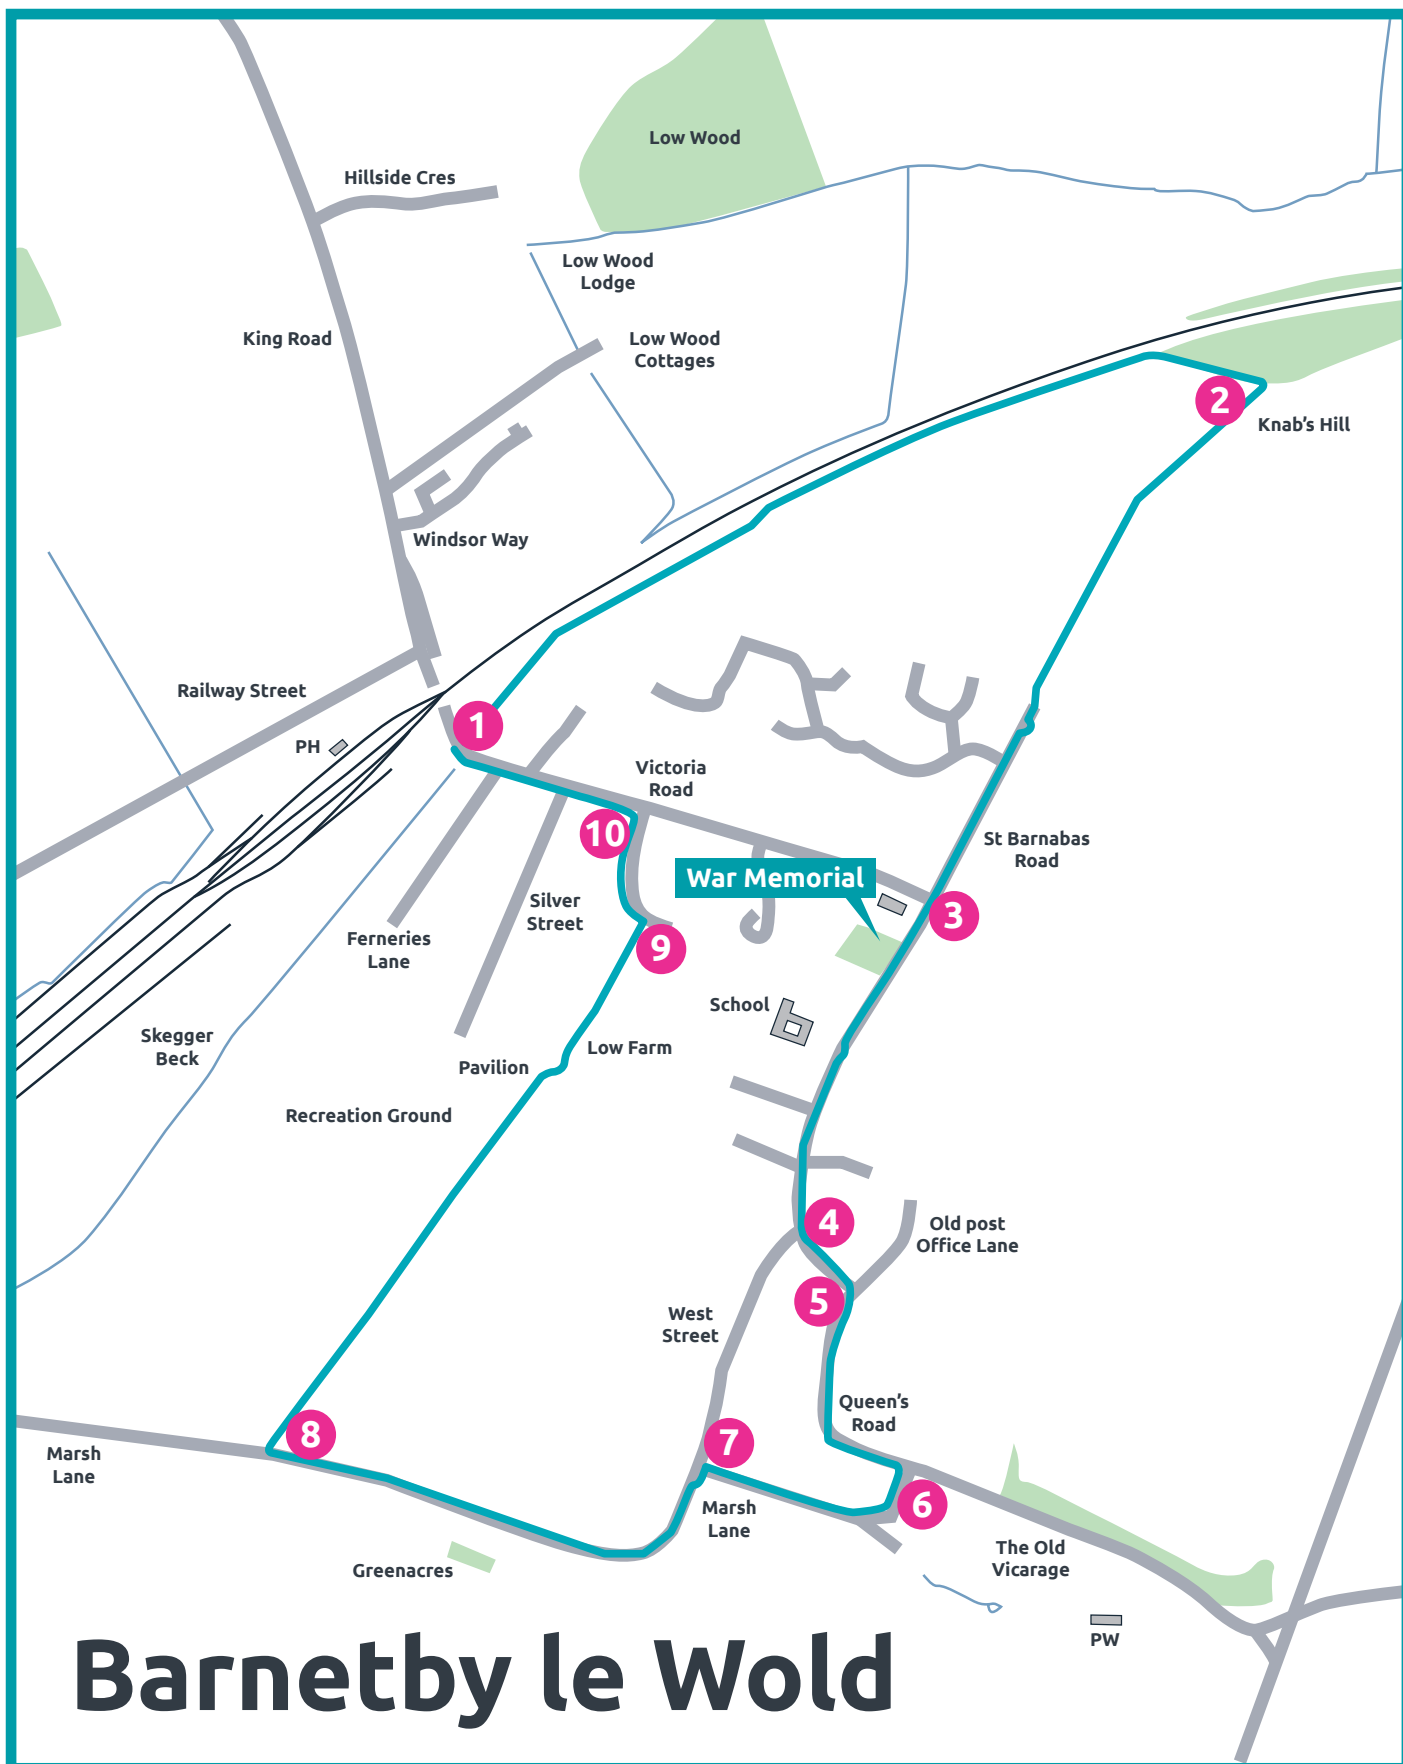 Low Wood
Hillside Cres
Low Wood
Lodge
King Road
Low Wood
Cottages
2
Knab's Hill
Windsor Way
Railway Street
1
PH
Victoria
Road
10
St Barnabas
Road
War Memorial
Silver
Street
3
Ferneries
Lane
9
School
Skegger
Beck
Low Farm
Pavilion
Recreation Ground
4
Old post
Office Lane
5
West
Street
Queen's
Road
8
7
Marsh
Lane
6
Marsh
Lane
The Old
Vicarage
Greenacres
PW
Barnetby le Wold